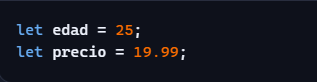 let edad = 25;
let precio = 19.99;